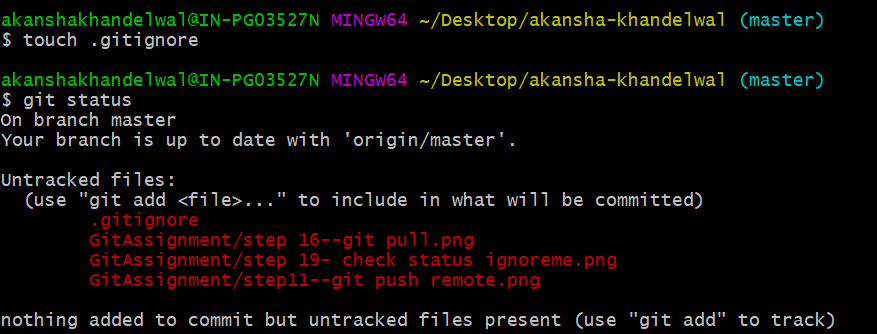 akanshakhandelwal@IN-PG03527N MINGW64 ~/Desktop/akansha-khandelwal (master)
$ touch .gitignore
akanshakhandelwal@IN-PG03527N MINGW64 ~/Desktop/akansha-khandelwal (master)
$ git status
On branch master
Your branch is up to date with 'origin/master'.
Untracked files:
(use "git add <file>..." to include in what will be committed)
.gitignore
GitAssignment/step 16--git pull.png
GitAssignment/step 19- check status ignoreme.png
GitAssignment/step11--git push remote.png
nothing added to commit but untracked files present (use "git add" to track)